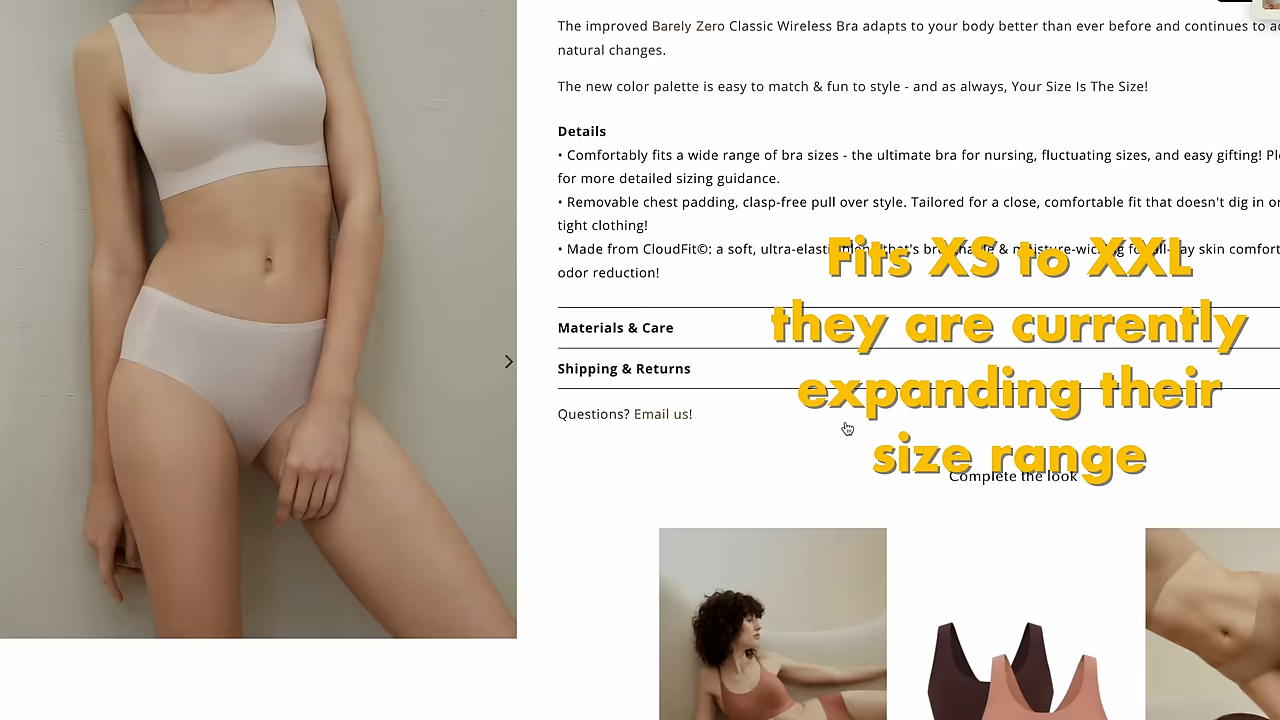 The improved Barely Zero Classic Wireless Bra adapts to your body better than ever before and continues to
natural changes.
The new color palette is easy to match & fun to style - and as always, Your Size Is The Size!
Details
• Comfortably fits a wide range of bra sizes - the ultimate bra for nursing, fluctuating sizes, and easy gifting!
for more detailed sizing guidance.
• Removable chest padding, clasp-free pull over style. Tailored for a close, comfortable fit that doesn't dig in
tight clothing!
• Made from CloudFit©: a soft, that's & skin
odor reduction!
Fits XS to XXL
they are currently
expanding their
size range
Materials & Care
Shipping & Returns
Questions? Email us!
Complete the look